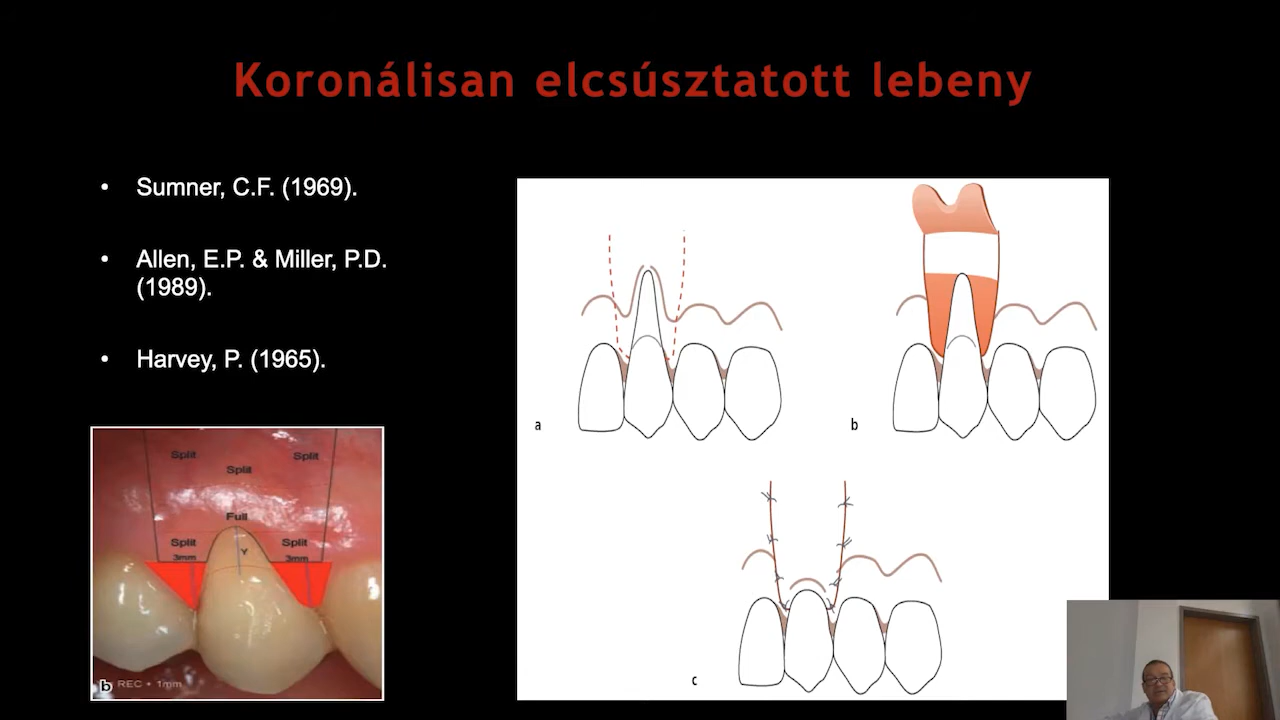 Koronálisan elcsúsztatott lebeny
• Sumner, C.F. (1969).
• Allen, E.P. & Miller, P.D.
(1989).
• Harvey, P. (1965).
Split
Split
Split
Full
Split
Split
3mm
Y
3mm
b
REC + 1mm
a
b
c